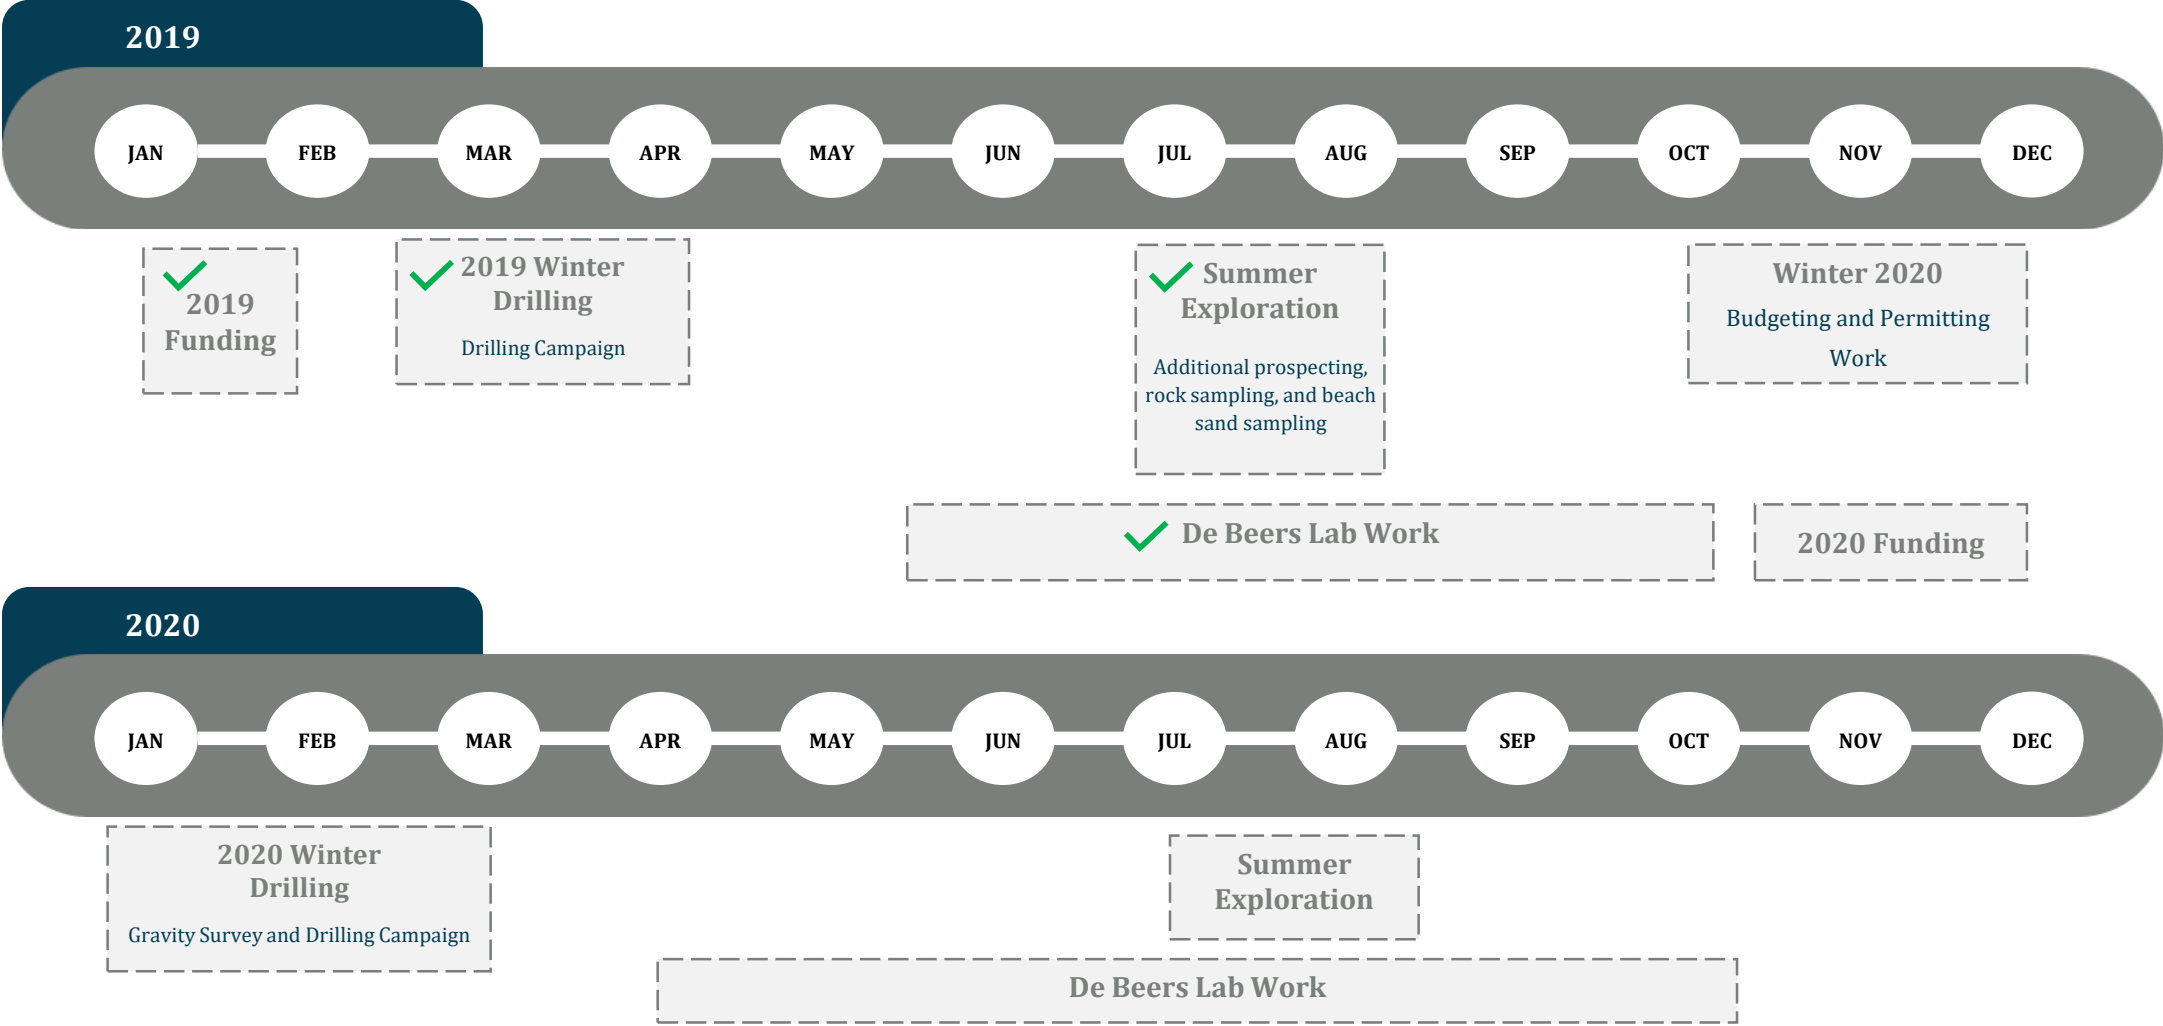 2019
JAN FEB MAR APR MAY JUN JUL AUG SEP OCT NOV DEC
2019
Funding
2019 Winter
Drilling
Drilling Campaign
Summer
Exploration
Additional prospecting,
rock sampling, and beach
sand sampling
Winter 2020
Budgeting and Permitting
Work
De Beers Lab Work
2020 Funding
2020
JAN FEB MAR APR MAY JUN JUL AUG SEP OCT NOV DEC
2020 Winter
Drilling
Gravity Survey and Drilling Campaign
Summer
Exploration
De Beers Lab Work